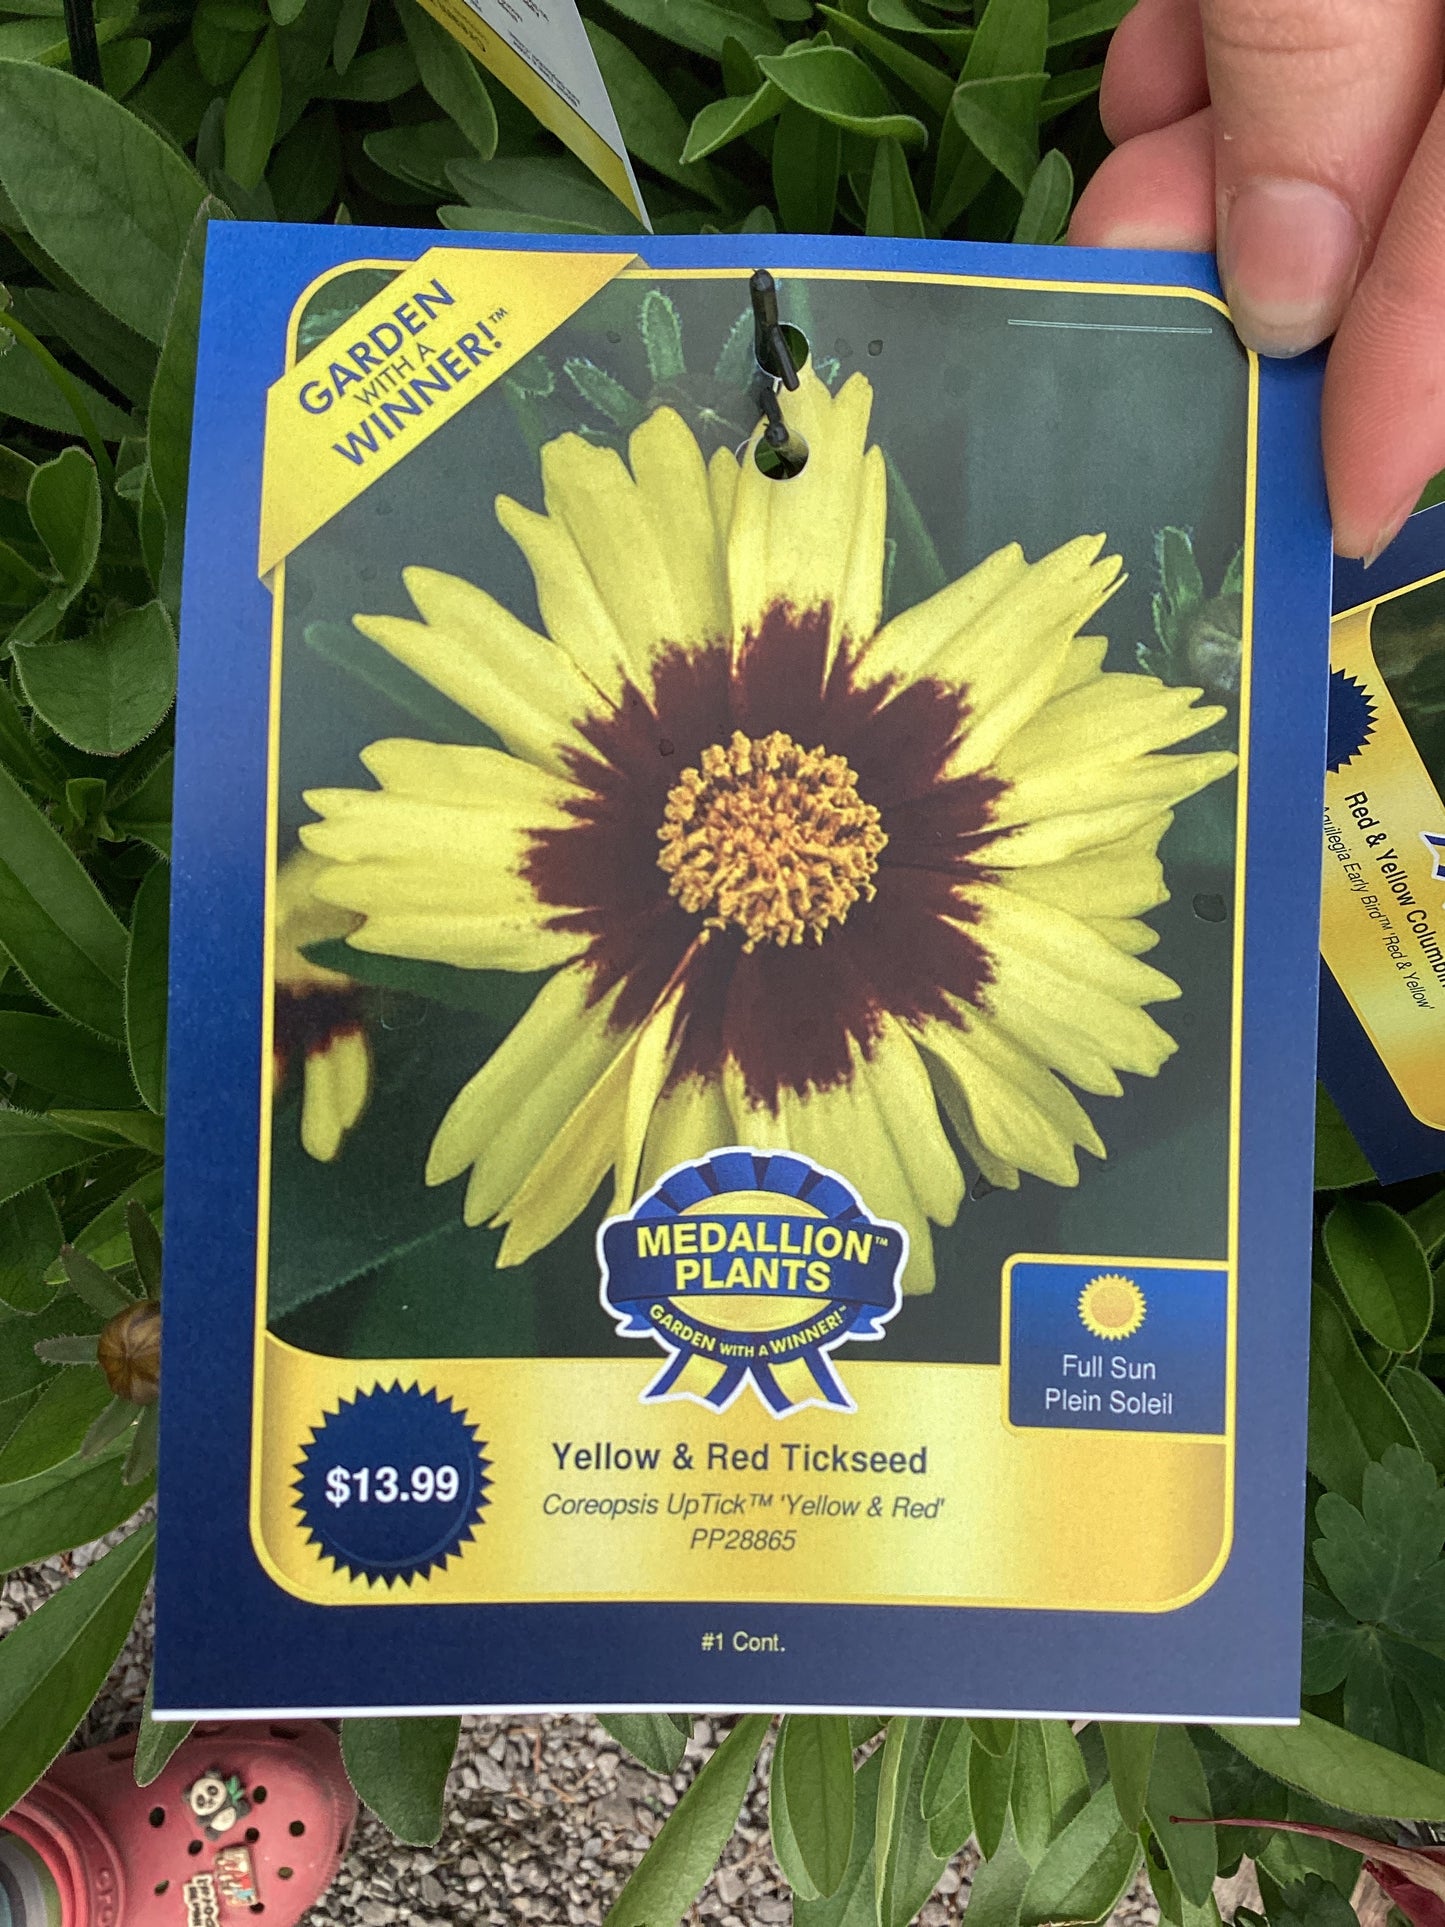 GARDEN
WITH A
WINNER!™
MEDALLION™
PLANTS
GARDEN WITH A WINNER!™
Full Sun
Plein Soleil
$13.99
Yellow & Red Tickseed
Coreopsis UpTick™ 'Yellow & Red'
PP28865
#1 Cont.
Red & Yellow
Aquilegia Early Bird™ 'Red & Yellow'